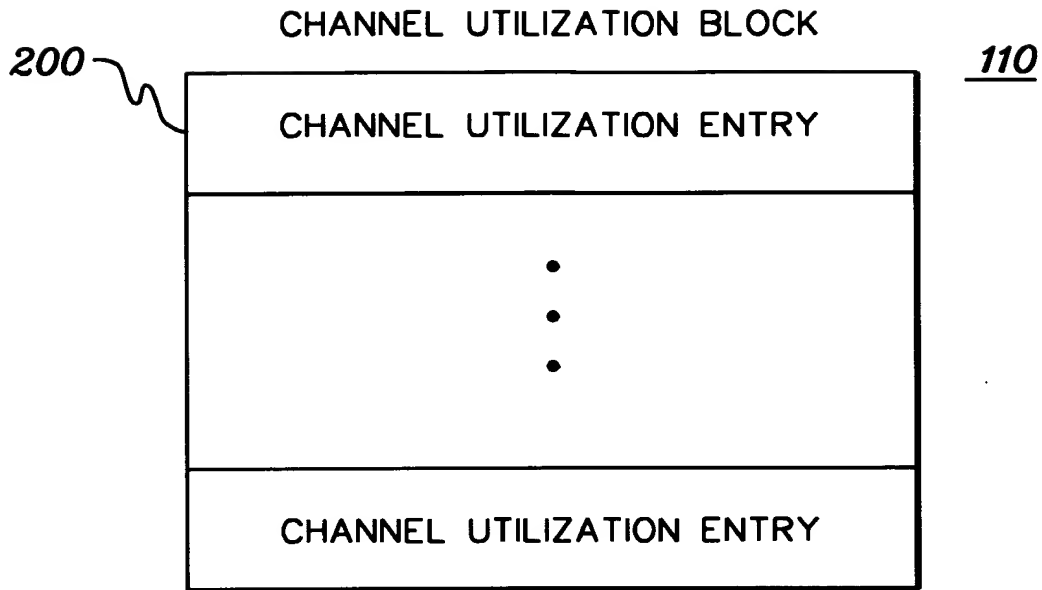 CHANNEL UTILIZATION BLOCK
200
110
CHANNEL UTILIZATION ENTRY
CHANNEL UTILIZATION ENTRY